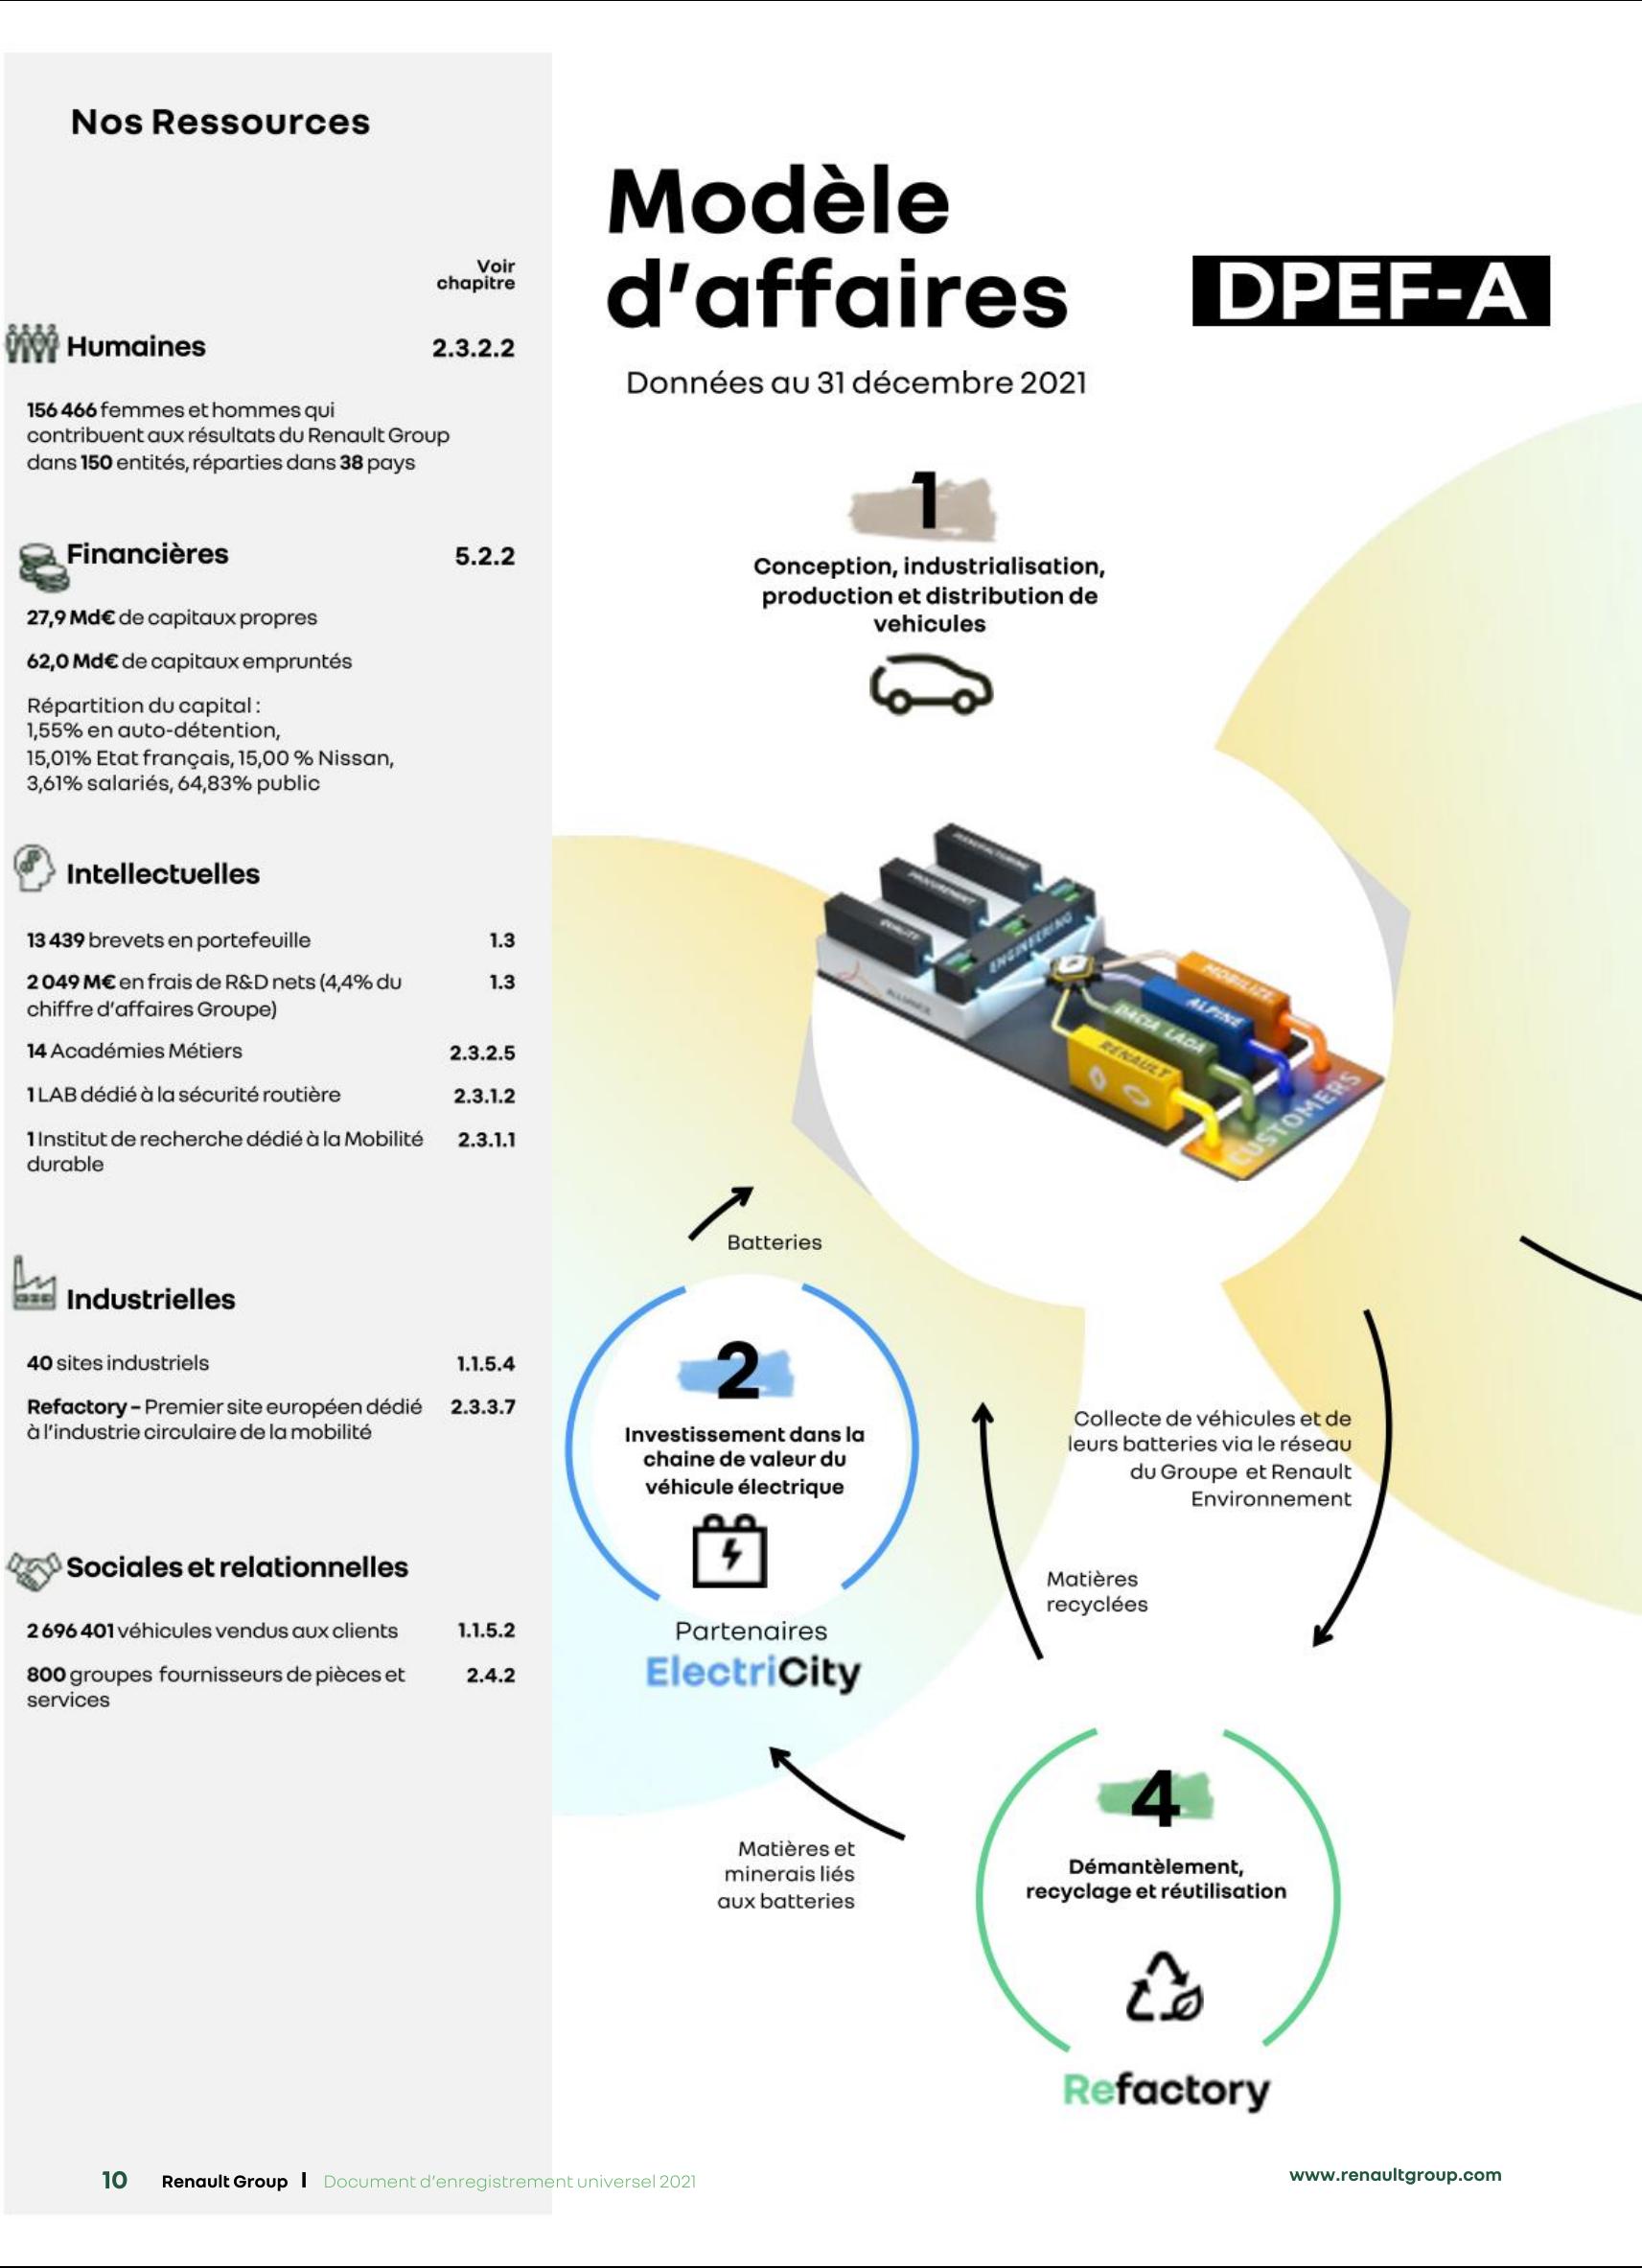 Nos Ressources
Voir
chapitre
Humaines 2.3.2.2
156 466 femmes et hommes qui
contribuent aux résultats du Renault Group
dans 150 entités, réparties dans 38 pays
Financières 5.2.2
27,9 Md€ de capitaux propres
62,0 Md€ de capitaux empruntés
Répartition du capital :
1,55% en auto-détention,
15,01% Etat français, 15,00 % Nissan,
3,61% salariés, 64,83% public
Intellectuelles
13 439 brevets en portefeuille 1.3
2 049 M€ en frais de R&D nets (4,4% du 1.3
chiffre d'affaires Groupe)
14 Académies Métiers 2.3.2.5
1 LAB dédié à la sécurité routière 2.3.1.2
1 Institut de recherche dédié à la Mobilité 2.3.1.1
durable
Industrielles
40 sites industriels 1.1.5.4
Refactory – Premier site européen dédié 2.3.3.7
à l'industrie circulaire de la mobilité
Sociales et relationnelles
2 696 401 véhicules vendus aux clients 1.1.5.2
800 groupes fournisseurs de pièces et 2.4.2
services
Modèle
d'affaires
DPEF-A
Données au 31 décembre 2021
1
Conception, industrialisation,
production et distribution de
vehicules
MANUFACTURING
PROCUREMENT
QUALITY
ENGINEERING
ALLIANCE
MOBILIZE
ALPINE
DACIA LADA
RENAULT
CUSTOMERS
Batteries
2
Investissement dans la
chaine de valeur du
véhicule électrique
Partenaires
ElectriCity
Collecte de véhicules et de
leurs batteries via le réseau
du Groupe et Renault
Environnement
Matières
recyclées
Matières et
minerais liés
aux batteries
4
Démantèlement,
recyclage et réutilisation
Refactory
10 Renault Group | Document d'enregistrement universel 2021
www.renaultgroup.com